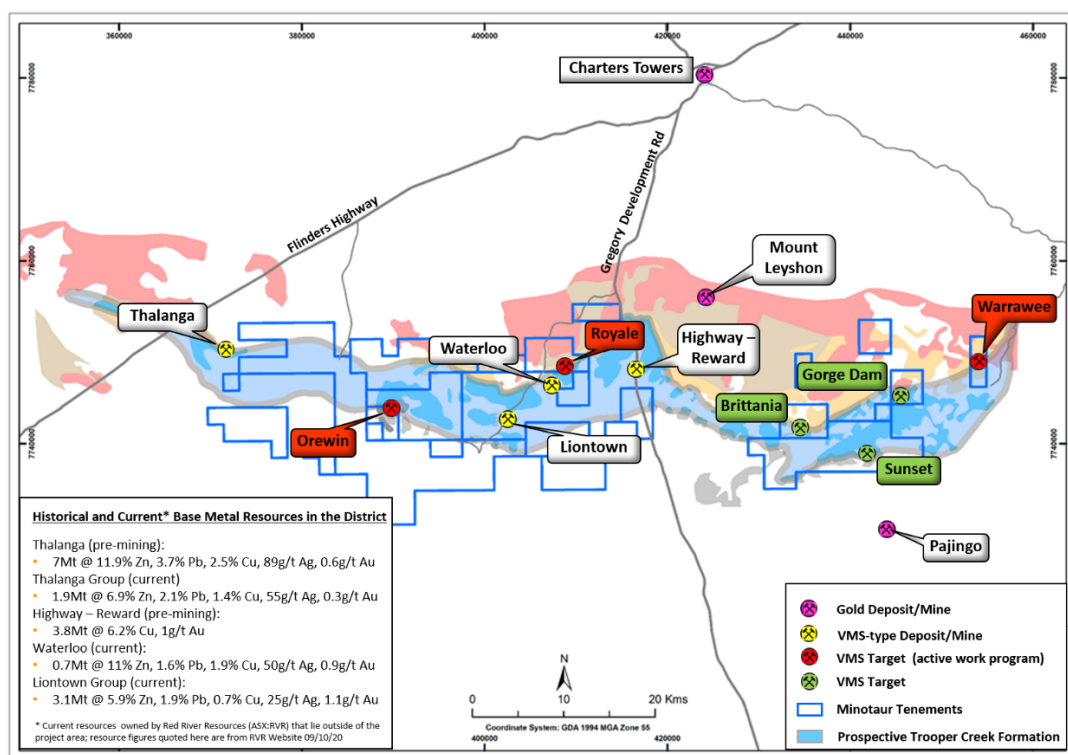 360000
380000
400000
420000
440000
460000
7780000
7780000
Charters Towers
Flinders Highway
Gregory Development Rd
7760000
7760000
Mount
Leyshon
Thalanga
Warrawee
Waterloo
Royale
Highway –
Reward
Gorge Dam
Brittania
7740000
7740000
Orewin
Liontown
Sunset
Pajingo
Historical and Current* Base Metal Resources in the District
Thalanga (pre-mining):
• 7Mt @ 11.9% Zn, 3.7% Pb, 2.5% Cu, 89g/t Ag, 0.6g/t Au
Thalanga Group (current)
• 1.9Mt @ 6.9% Zn, 2.1% Pb, 1.4% Cu, 55g/t Ag, 0.3g/t Au
Highway – Reward (pre-mining):
• 3.8Mt @ 6.2% Cu, 1g/t Au
Waterloo (current):
• 0.7Mt @ 11% Zn, 1.6% Pb, 1.9% Cu, 50g/t Ag, 0.9g/t Au
Liontown Group (current):
• 3.1Mt @ 5.9% Zn, 1.9% Pb, 0.7% Cu, 25g/t Ag, 1.1g/t Au
* Current resources owned by Red River Resources (ASX:RVR) that lie outside of the
project area; resource figures quoted here are from RVR Website 09/10/20
N
0 10 20 Kms
Coordinate System: GDA 1994 MGA Zone 55
Gold Deposit/Mine
VMS-type Deposit/Mine
VMS Target (active work program)
VMS Target
Minotaur Tenements
Prospective Trooper Creek Formation
400000
420000